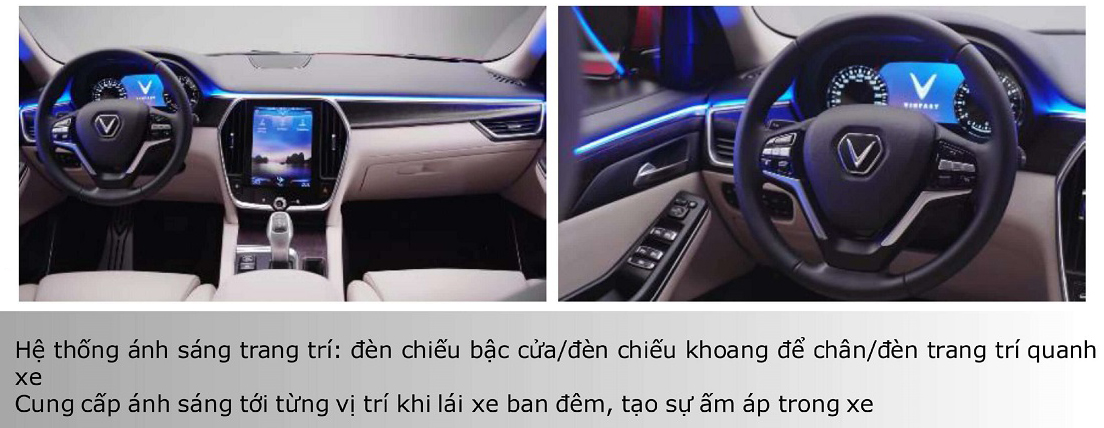 VINFAST
VINFAST
Hệ thống ánh sáng trang trí: đèn chiếu bậc cửa/đèn chiếu khoang để chân/đèn trang trí quanh
xe
Cung cấp ánh sáng tới từng vị trí khi lái xe ban đêm, tạo sự ấm áp trong xe